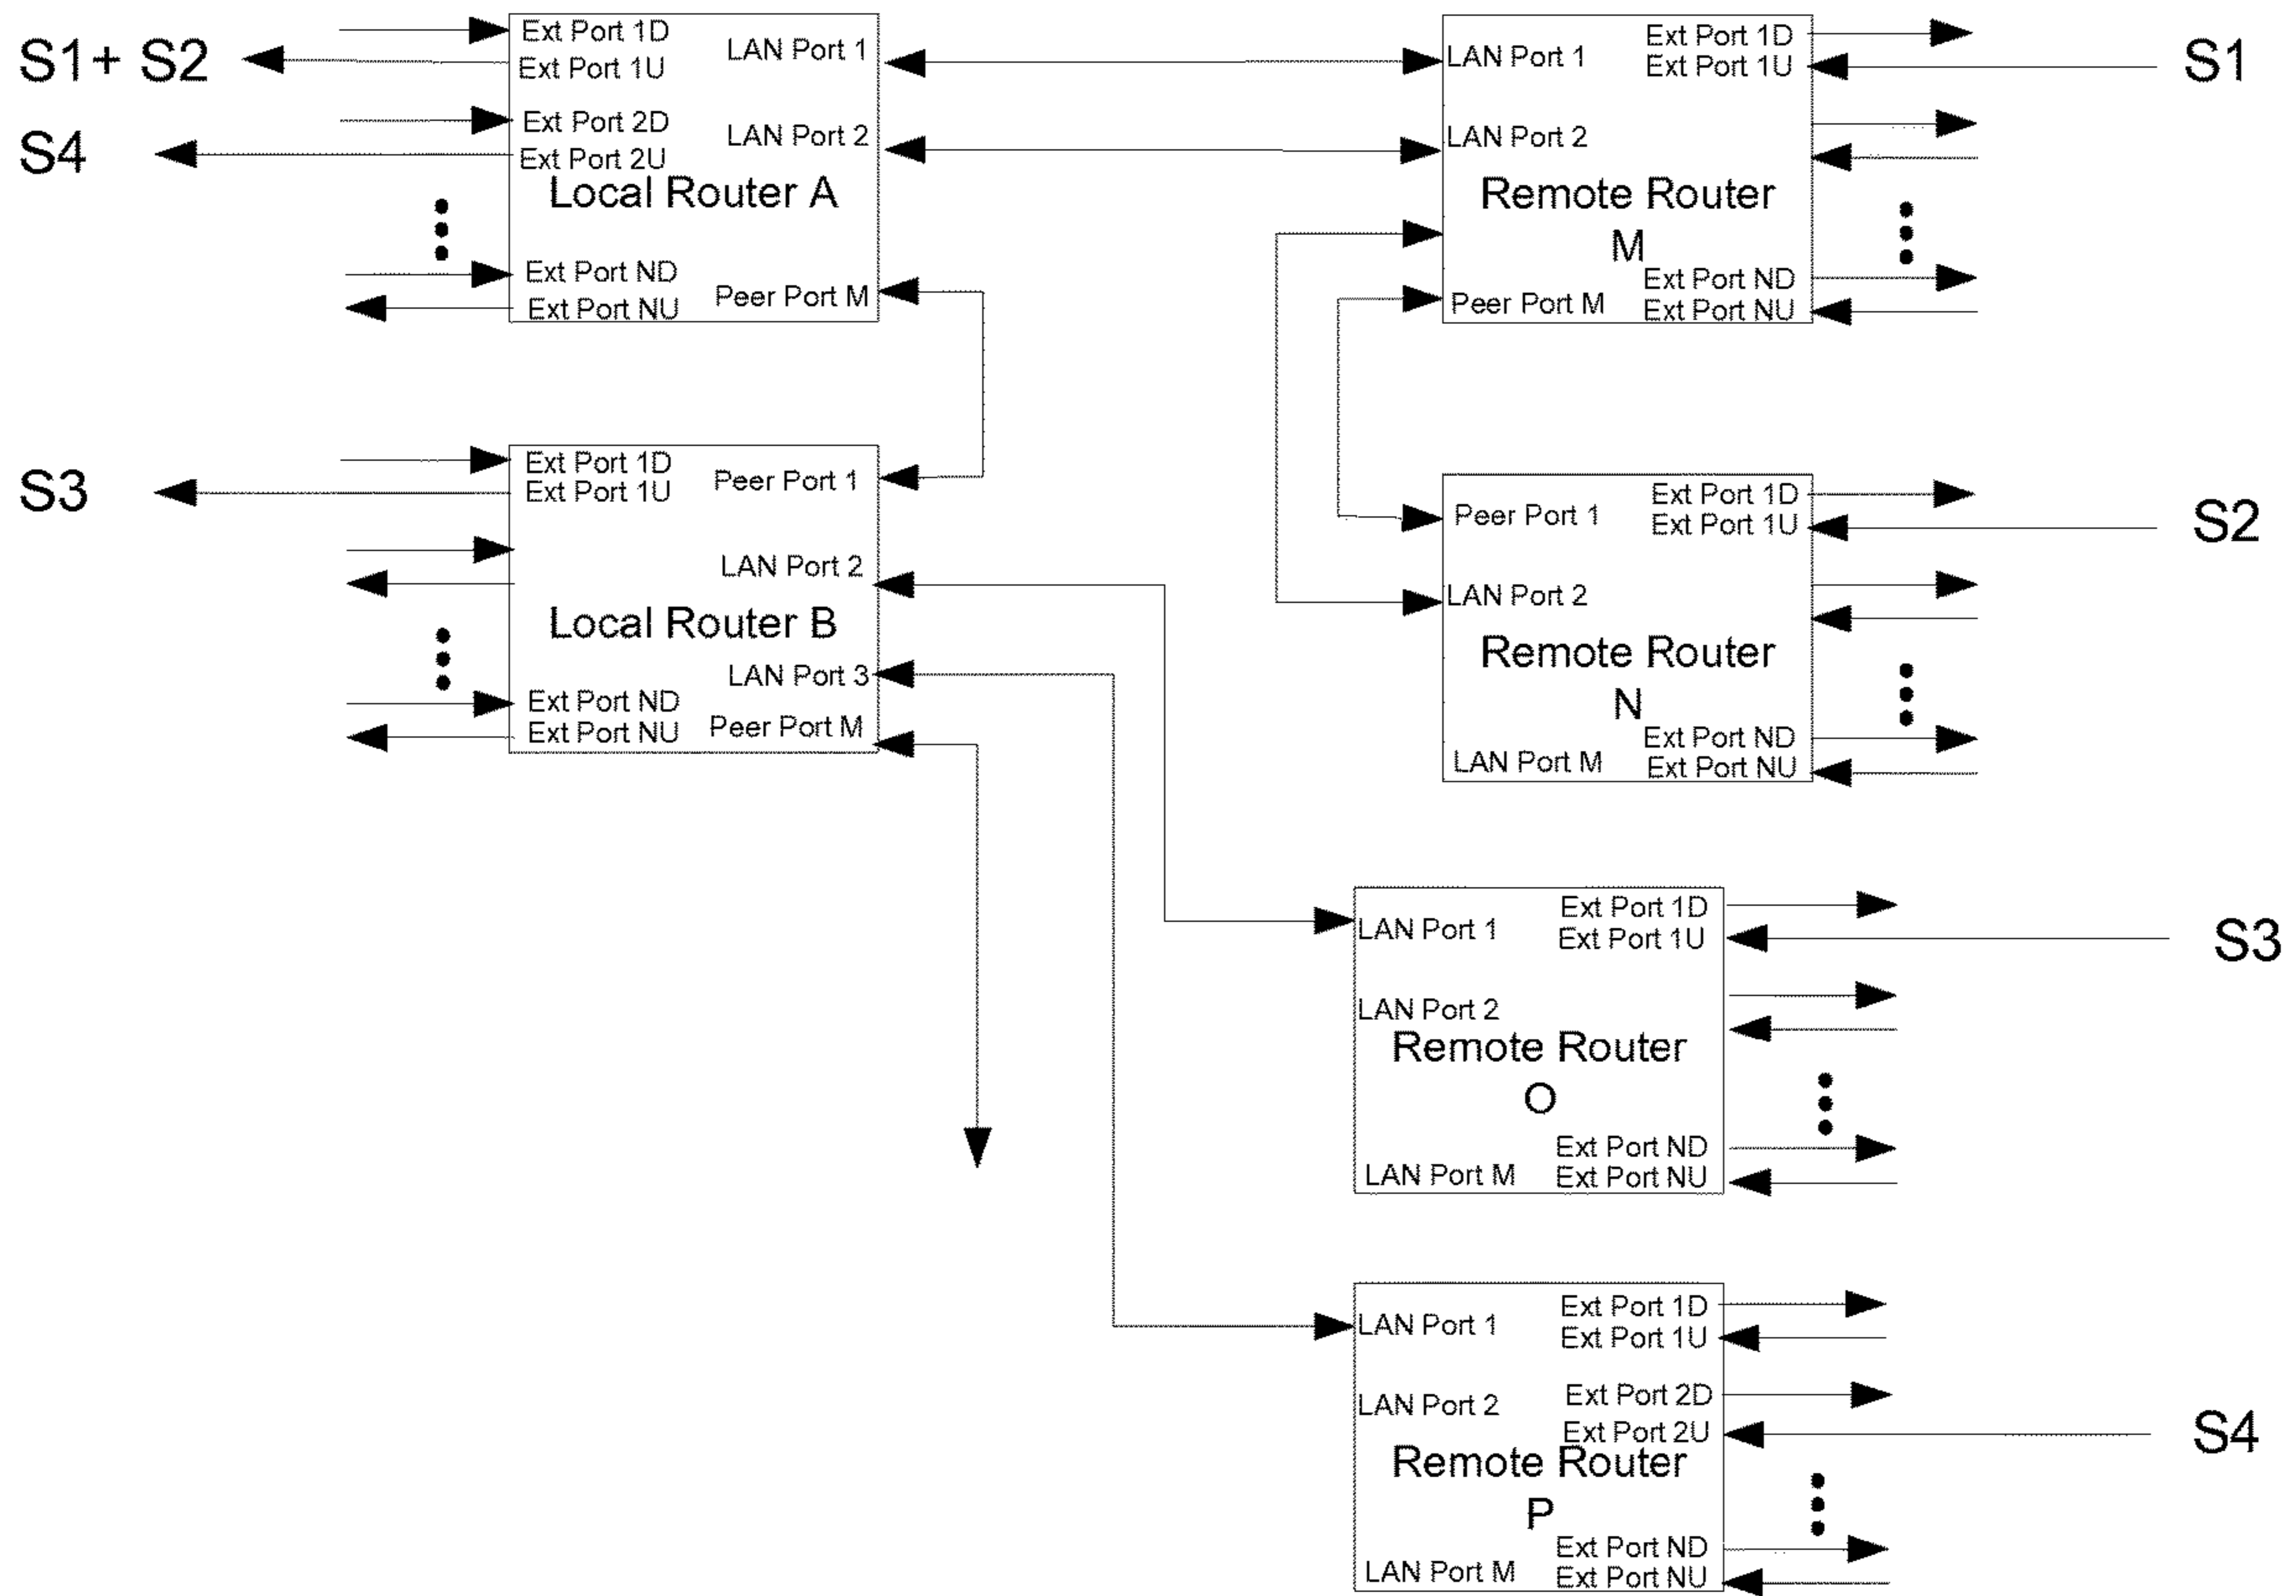 S1+ S2
S4
Ext Port 1D
Ext Port 1U
LAN Port 1
Ext Port 2D
Ext Port 2U
LAN Port 2
Local Router A
Ext Port ND
Ext Port NU
Peer Port M
LAN Port 1
Ext Port 1D
Ext Port 1U
LAN Port 2
Remote Router
M
Peer Port M
Ext Port ND
Ext Port NU
S1
S3
Ext Port 1D
Ext Port 1U
Peer Port 1
LAN Port 2
Local Router B
LAN Port 3
Ext Port ND
Ext Port NU
Peer Port M
Peer Port 1
Ext Port 1D
Ext Port 1U
LAN Port 2
Remote Router
N
LAN Port M
Ext Port ND
Ext Port NU
S2
LAN Port 1
Ext Port 1D
Ext Port 1U
LAN Port 2
Remote Router
O
LAN Port M
Ext Port ND
Ext Port NU
S3
LAN Port 1
Ext Port 1D
Ext Port 1U
LAN Port 2
Ext Port 2D
Ext Port 2U
Remote Router
P
LAN Port M
Ext Port ND
Ext Port NU
S4